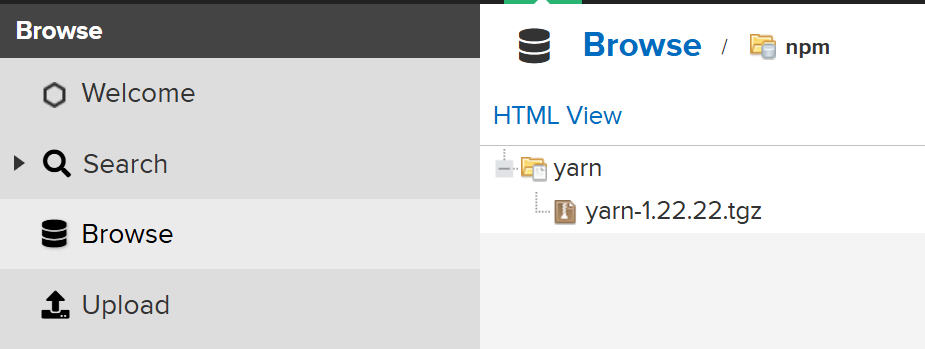 Browse
Welcome
Search
Browse
Upload
Browse / npm
HTML View
yarn
yarn-1.22.22.tgz